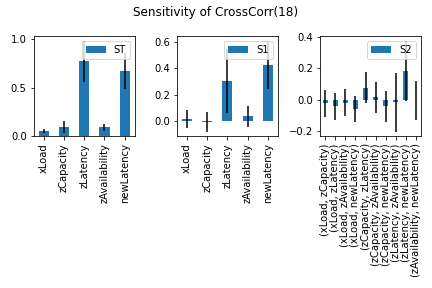 Sensitivity of CrossCorr(18)
1.0
0.5
0.0
ST
xLoad
zCapacity
zLatency
zAvailability
newLatency
0.6
0.4
0.2
0.0
S1
xLoad
zCapacity
zLatency
zAvailability
newLatency
0.4
0.2
0.0
−0.2
S2
(xLoad, zCapacity)
(xLoad, zLatency)
(xLoad, zAvailability)
(xLoad, newLatency)
(zCapacity, zLatency)
(zCapacity, zAvailability)
(zCapacity, newLatency)
(zLatency, zAvailability)
(zLatency, newLatency)
(zAvailability, newLatency)